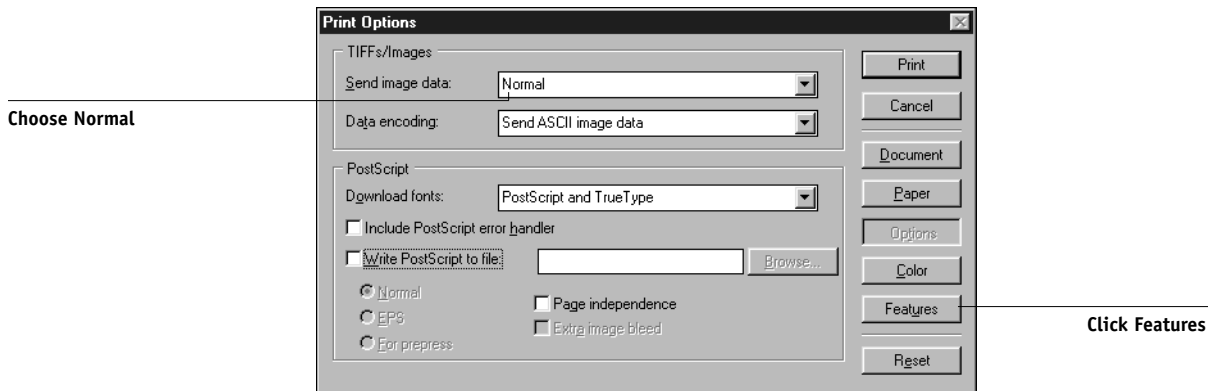 Print Options
TIFFs/Images
Send image data: Normal
Choose Normal
Data encoding: Send ASCII image data
PostScript
Download fonts: PostScript and TrueType
Include PostScript error handler
Write PostScript to file: Browse...
Normal
EPS
For prepress
Page independence
Extra image bleed
Print
Cancel
Document
Paper
Options
Color
Features
Click Features
Reset